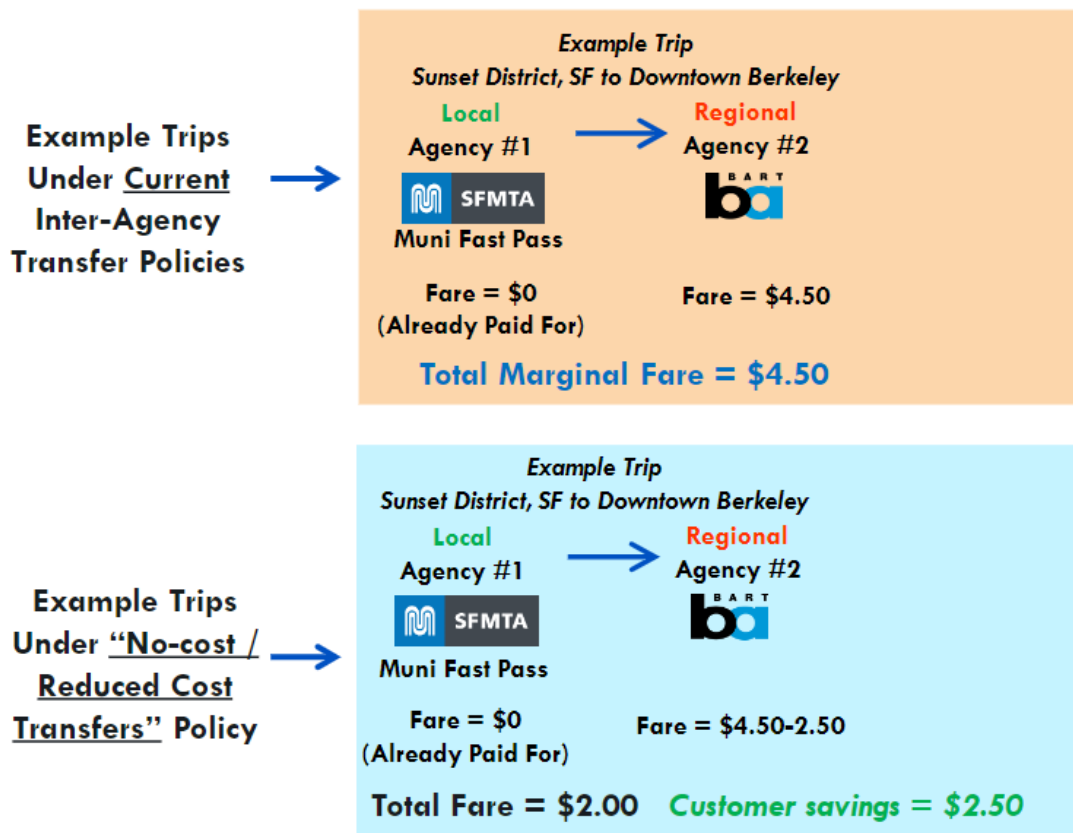 Example Trips
Under Current
Inter-Agency
Transfer Policies
Example Trip
Sunset District, SF to Downtown Berkeley
Local
Agency #1
SFMTA
Muni Fast Pass
Fare = $0
(Already Paid For)
Regional
Agency #2
BART
ba
Fare = $4.50
Total Marginal Fare = $4.50
Example Trips
Under “No-cost /
Reduced Cost
Transfers” Policy
Example Trip
Sunset District, SF to Downtown Berkeley
Local
Agency #1
SFMTA
Muni Fast Pass
Fare = $0
(Already Paid For)
Regional
Agency #2
BART
ba
Fare = $4.50-2.50
Total Fare = $2.00 Customer savings = $2.50